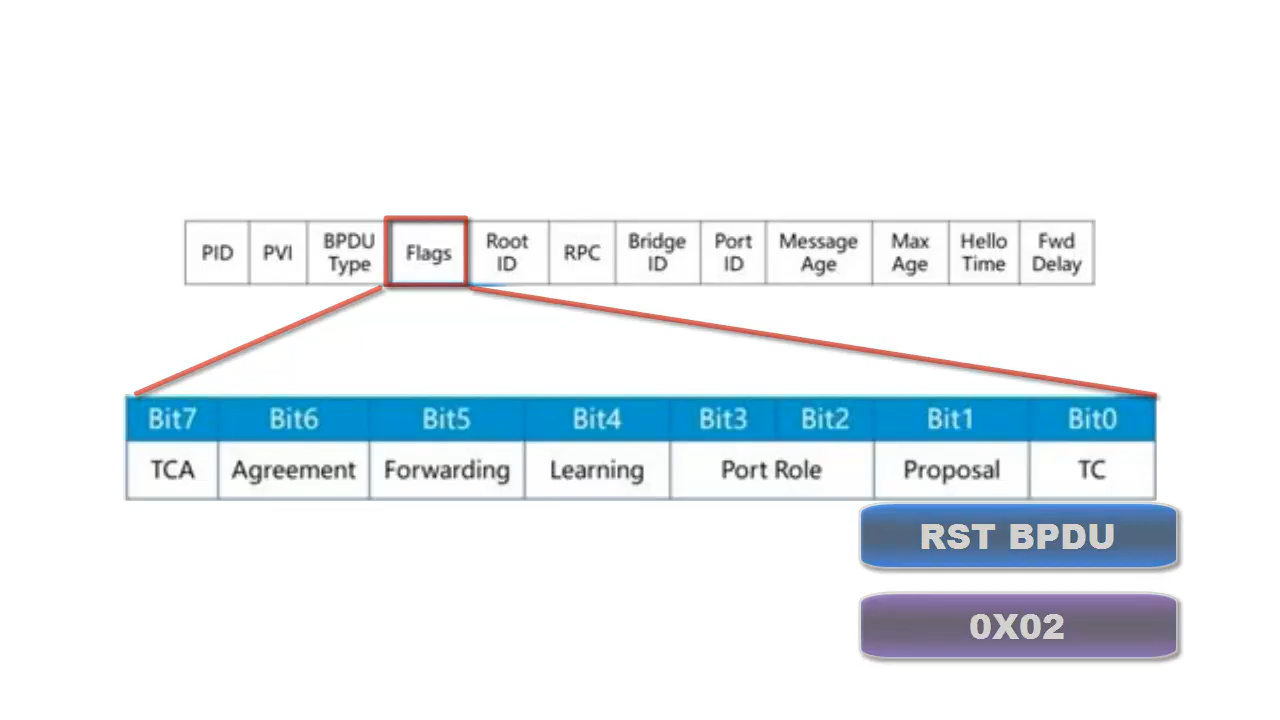 PID PVI BPDU Type Flags Root ID RPC Bridge ID Port ID Message Age Max Age Hello Time Fwd Delay
Bit7 Bit6 Bit5 Bit4 Bit3 Bit2 Bit1 Bit0
TCA Agreement Forwarding Learning Port Role Proposal TC
RST BPDU
0X02